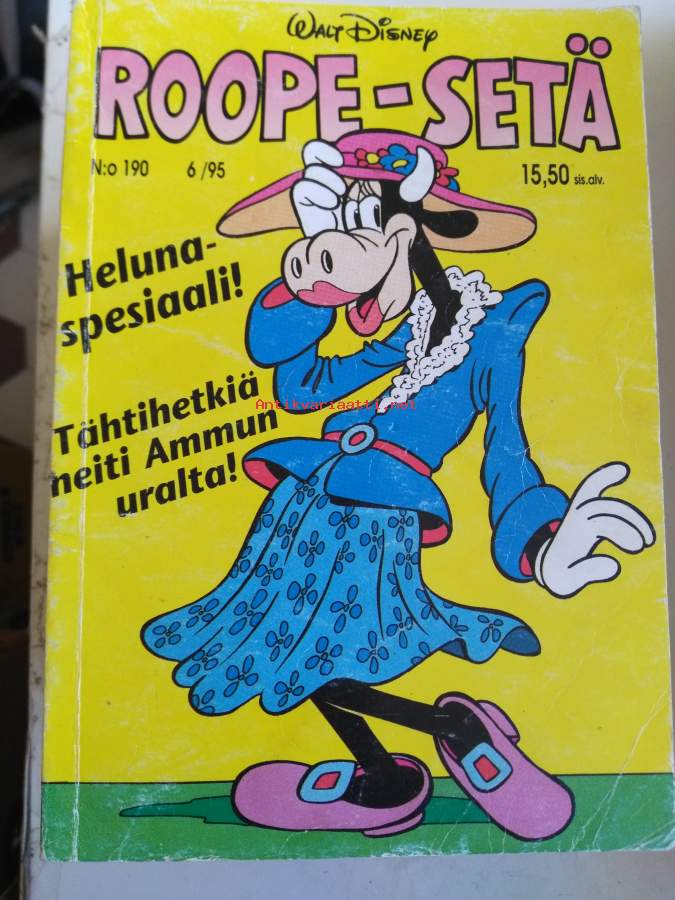 Walt Disney
ROOPE-SETÄ
N:o 190 6/95 15,50 sis.alv.
Heluna-
spesiaali!
Tähtihetkiä
neiti Ammun
uralta!
Antikvariaatti.net